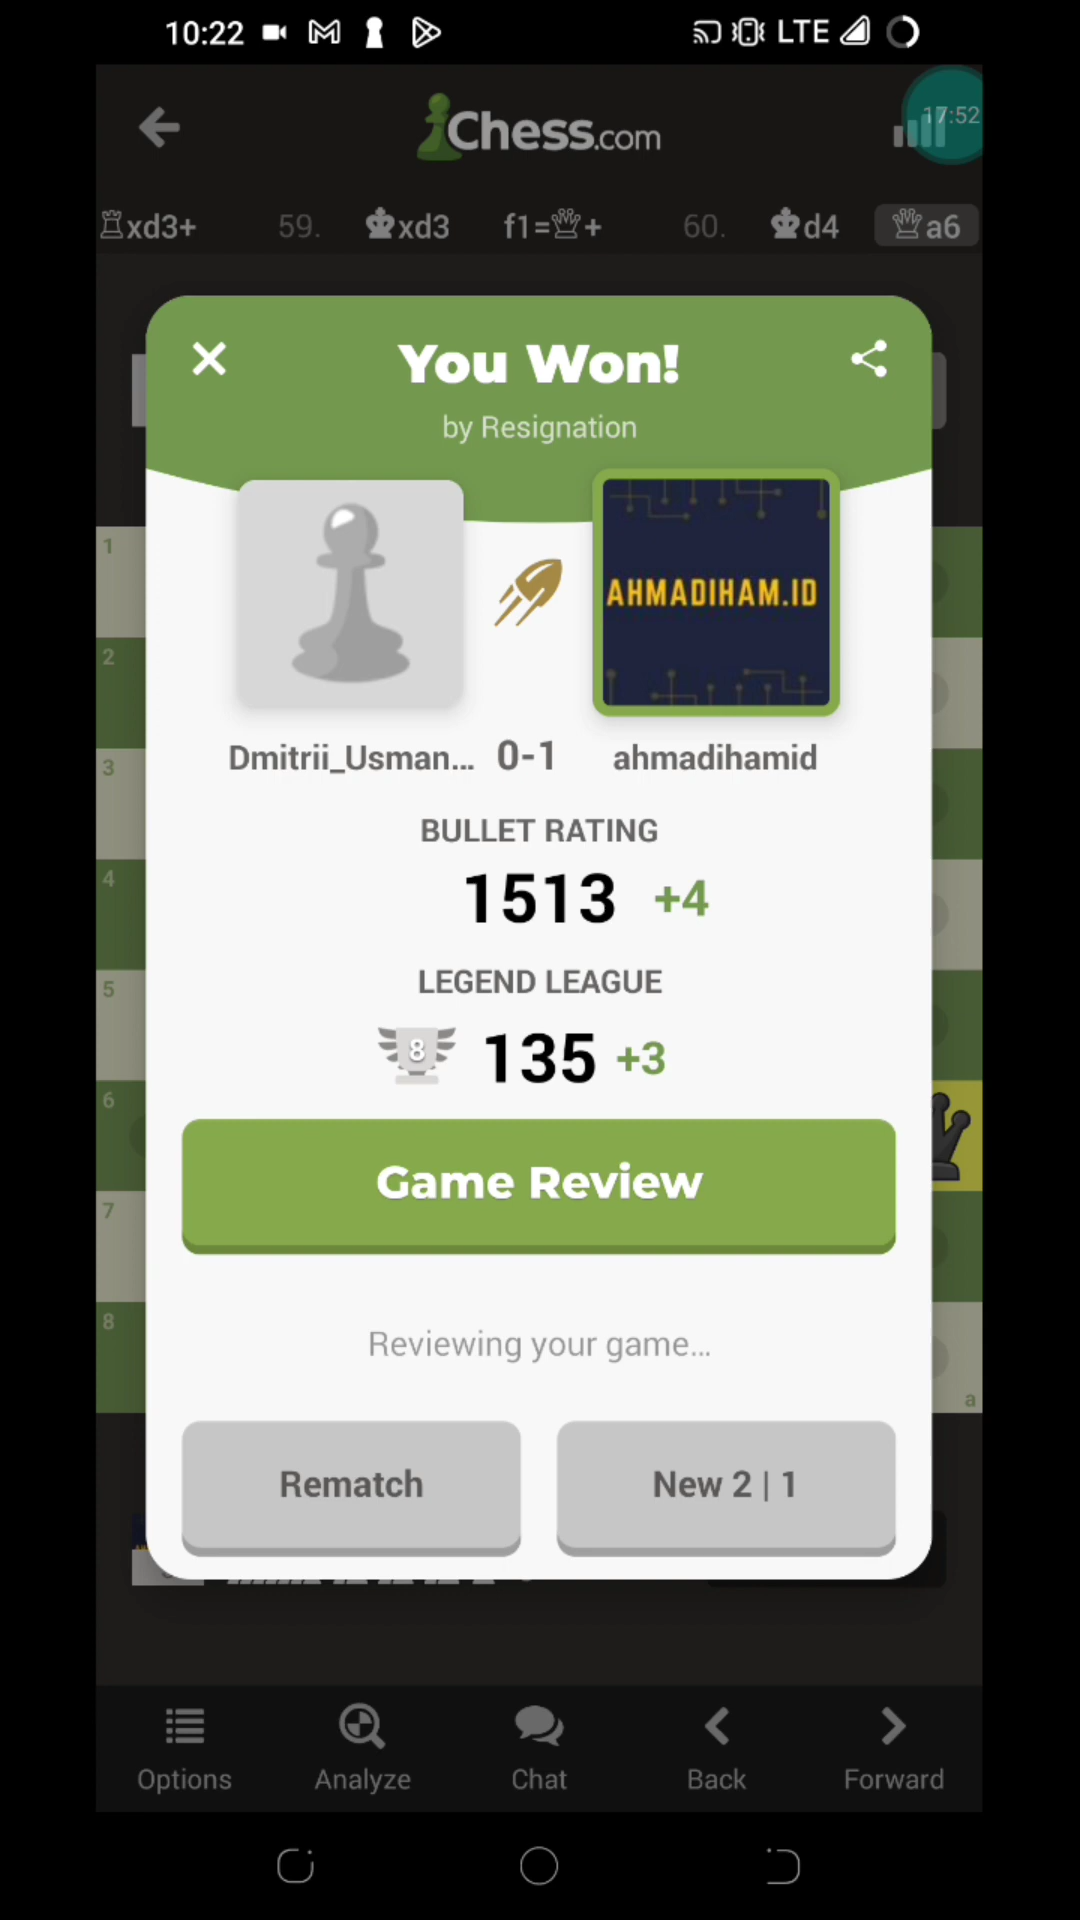 10:22 LTE
Chess.com
17:52
xd3+ 59. xd3 f1=+ 60. d4 a6
You Won!
by Resignation
AHMADIHAM.ID
Dmitrii_Usman... 0-1 ahmadihamid
BULLET RATING
1513 +4
LEGEND LEAGUE
8 135 +3
Game Review
Reviewing your game...
Rematch New 2 | 1
1
2
3
4
5
6
7
8
a
Options Analyze Chat Back Forward